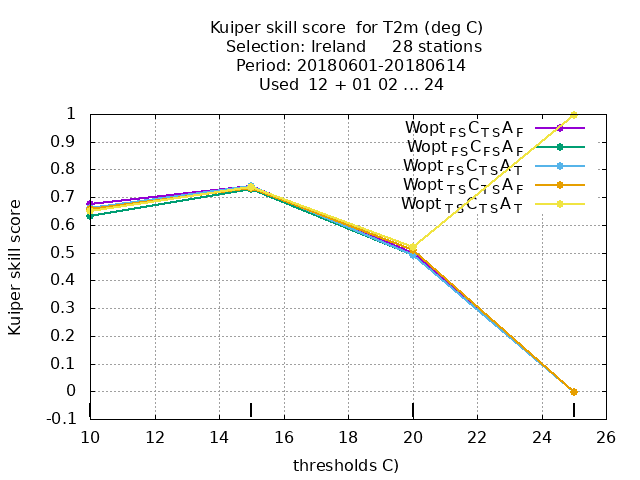 Kuiper skill score  for T2m (deg C)
Selection: Ireland     28 stations
Period: 20180601-20180614
Used  12 + 01 02 ... 24
Wopt FS C TS A F
Wopt FS C FS A F
Wopt FS C TS A T
Wopt TS C TS A F
Wopt TS C TS A T
1
0.9
0.8
0.7
0.6
0.5
0.4
0.3
0.2
0.1
0
-0.1
Kuiper skill score
10 12 14 16 18 20 22 24 26
thresholds C)